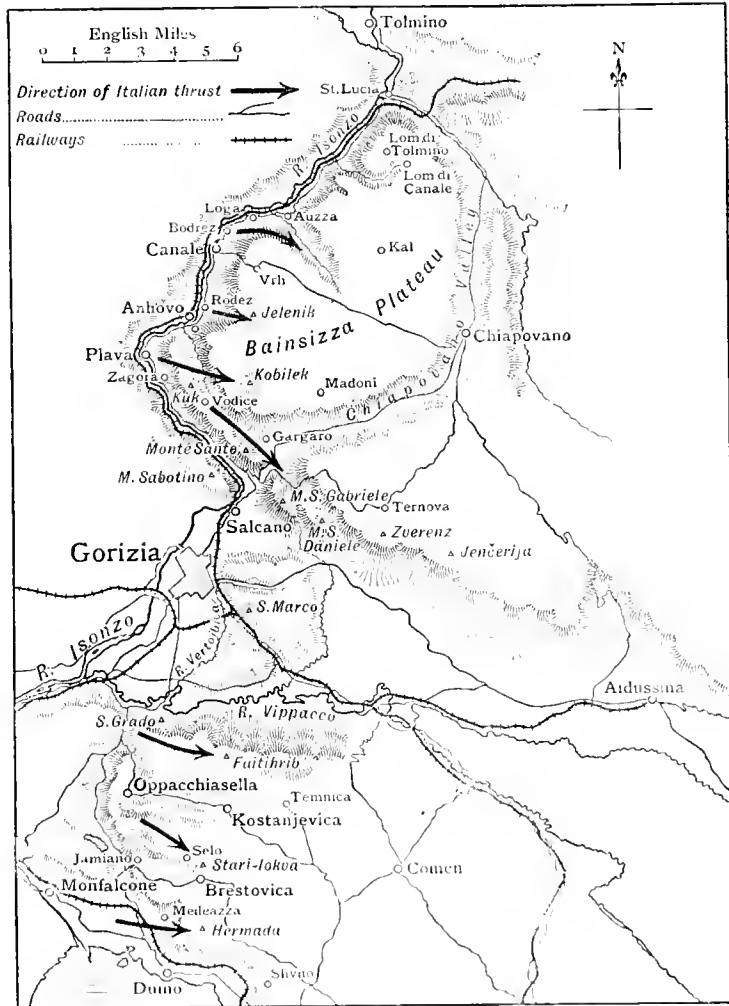 English Miles
0 1 2 3 4 5 6
Direction of Italian thrust
Roads
Railways
N
Tolmino
St. Lucia
R. Isonzo
Lom di
Tolmino
Lom di
Canale
Loga
Auzza
Bodrez
Canale
Kal
Vrh
Bainsizza Plateau
Chiapovano Valley
Rodez
Anhovo
Jelenik
Chiapovano
Plava
Kobilek
Zagora
Madoni
Kuk
Vodice
Gargaro
Monte Santo
M. Sabotino
M.S. Gabriele
Ternova
Salcano
M.S.
Daniele
Zverenz
Jenčerija
Gorizia
S. Marco
R. Isonzo
R. Vertoibica
Aidussina
S. Grado
R. Vippacco
Faitihrib
Oppacchiasella
Temnica
Kostanjevica
Selo
Jamiano
Stari-lokva
Comen
Monfalcone
Brestovica
Medeazza
Hermada
Duino
Slivno